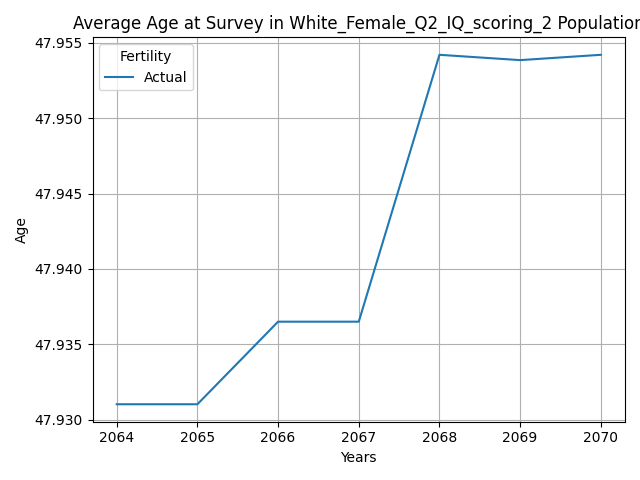 Average Age at Survey in White_Female_Q2_IQ_scoring_2 Population
Fertility
Actual
47.955
47.950
47.945
47.940
47.935
47.930
Age
2064 2065 2066 2067 2068 2069 2070
Years